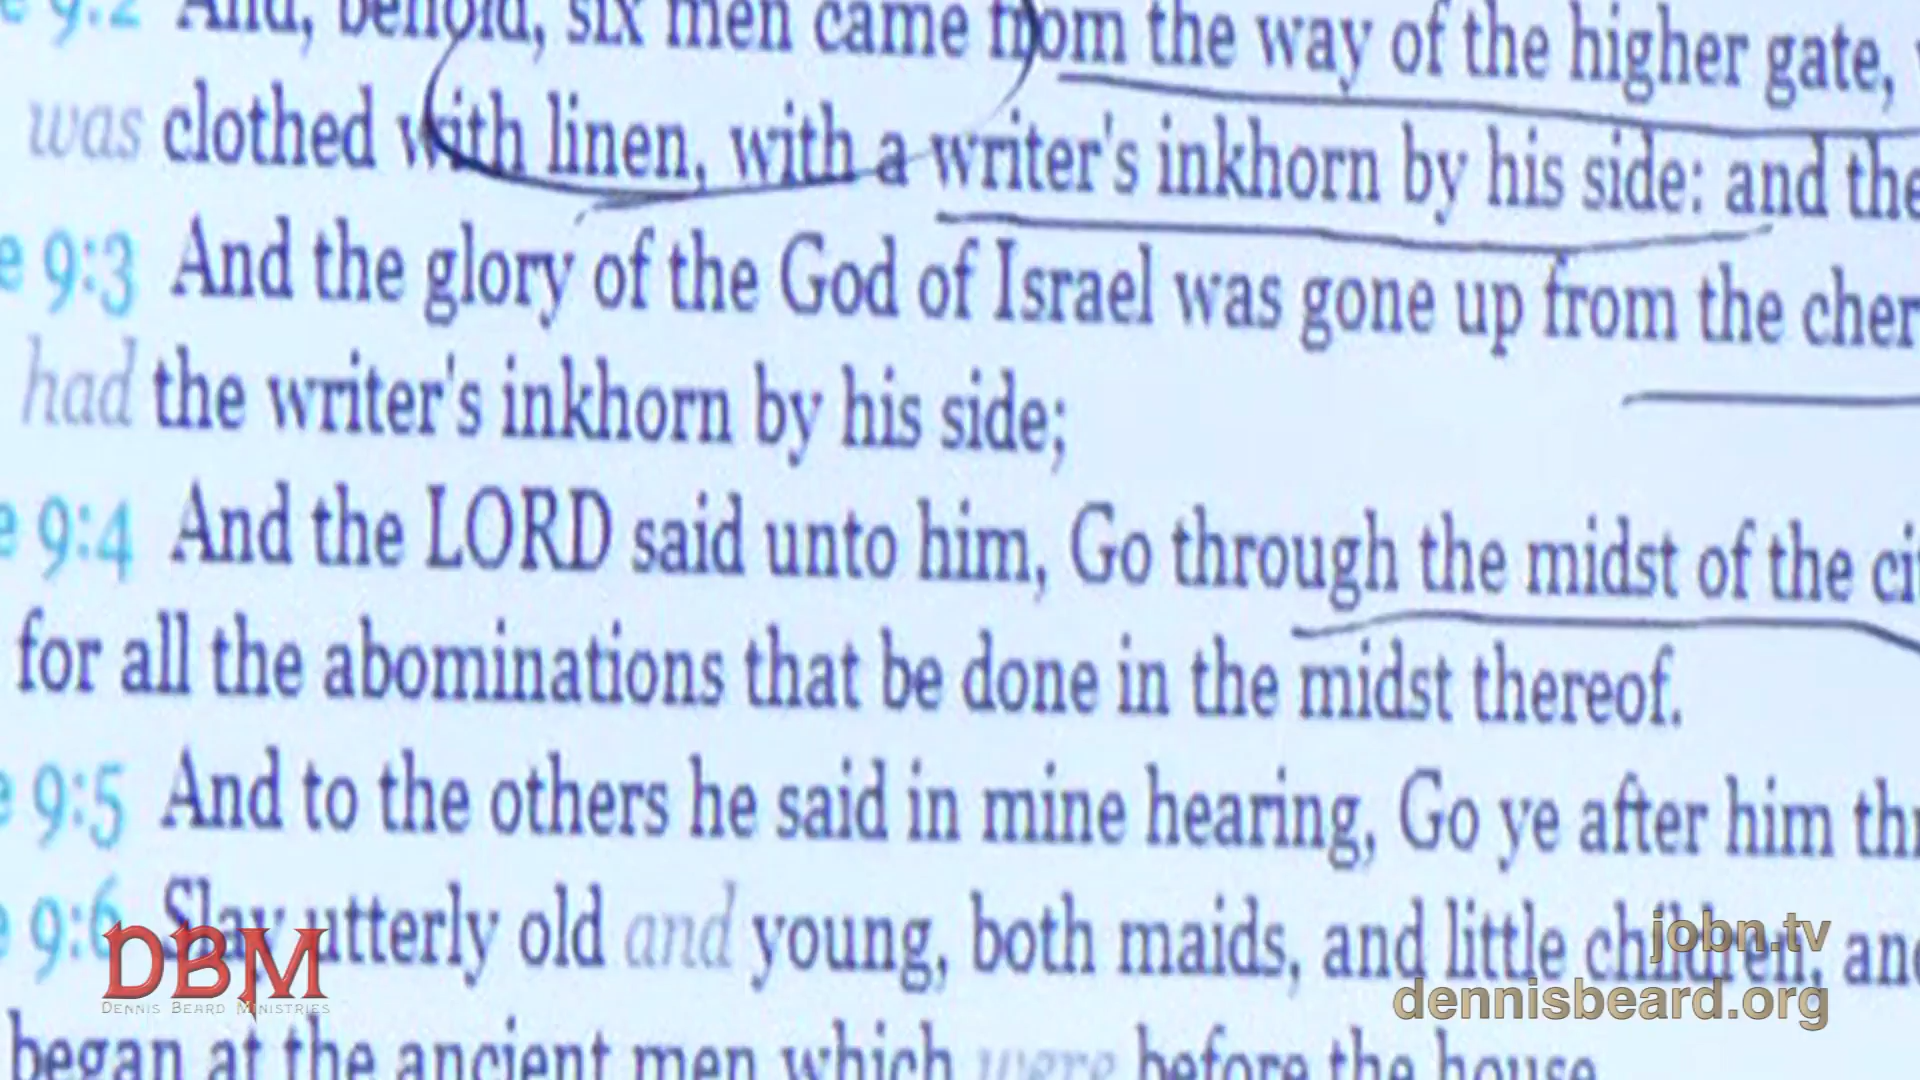 e 9:2 And, behold, six men came from the way of the higher gate,
was clothed with linen, with a writer's inkhorn by his side: and the
e 9:3 And the glory of the God of Israel was gone up from the cher
had the writer's inkhorn by his side;
e 9:4 And the LORD said unto him, Go through the midst of the ci
for all the abominations that be done in the midst thereof.
e 9:5 And to the others he said in mine hearing, Go ye after him thr
e 9:6 Slay utterly old and young, both maids, and little children, and
began at the ancient men which were before the house.
DBM
DENNIS BEARD MINISTRIES
jobn.tv
dennisbeard.org